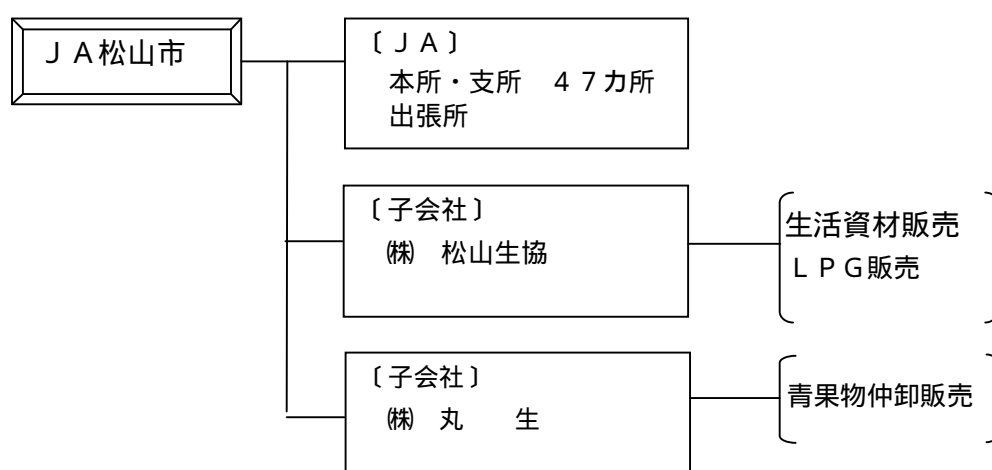 ＪＡ松山市
〔ＪＡ〕
本所・支所　４７カ所
出張所
〔子会社〕
㈱　松山生協
生活資材販売
ＬＰＧ販売
〔子会社〕
㈱　丸　　生
青果物仲卸販売